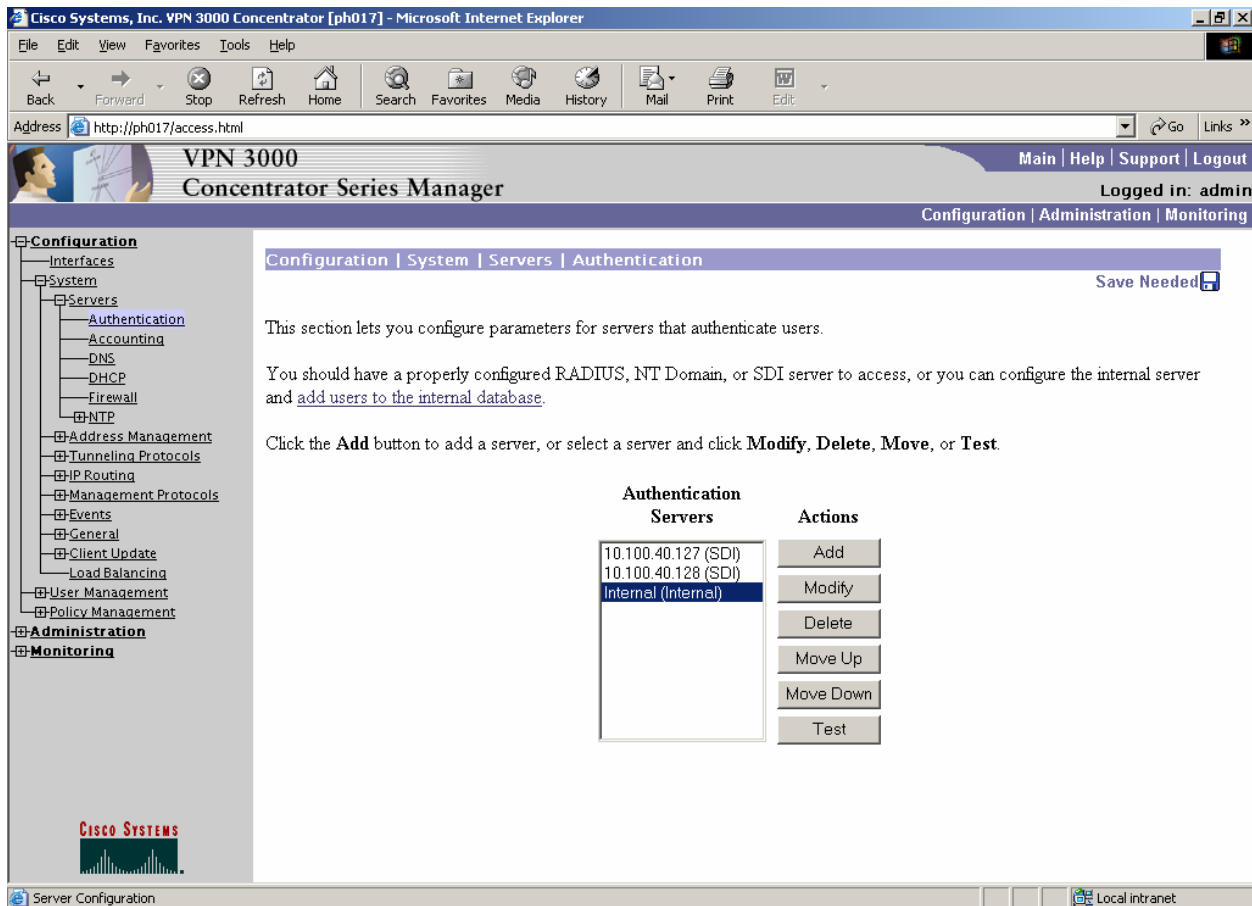 Cisco Systems, Inc. VPN 3000 Concentrator [ph017] - Microsoft Internet Explorer
File Edit View Favorites Tools Help
Back Forward Stop Refresh Home Search Favorites Media History Mail Print Edit
Address http://ph017/access.html Go Links »
VPN 3000
Concentrator Series Manager
Main | Help | Support | Logout
Logged in: admin
Configuration | Administration | Monitoring
Configuration
Interfaces
System
Servers
Authentication
Accounting
DNS
DHCP
Firewall
NTP
Address Management
Tunneling Protocols
IP Routing
Management Protocols
Events
General
Client Update
Load Balancing
User Management
Policy Management
Administration
Monitoring
CISCO SYSTEMS
Configuration | System | Servers | Authentication
Save Needed
This section lets you configure parameters for servers that authenticate users.
You should have a properly configured RADIUS, NT Domain, or SDI server to access, or you can configure the internal server
and add users to the internal database.
Click the Add button to add a server, or select a server and click Modify, Delete, Move, or Test.
Authentication
Servers
Actions
10.100.40.127 (SDI)
10.100.40.128 (SDI)
Internal (Internal)
Add
Modify
Delete
Move Up
Move Down
Test
Server Configuration
Local intranet